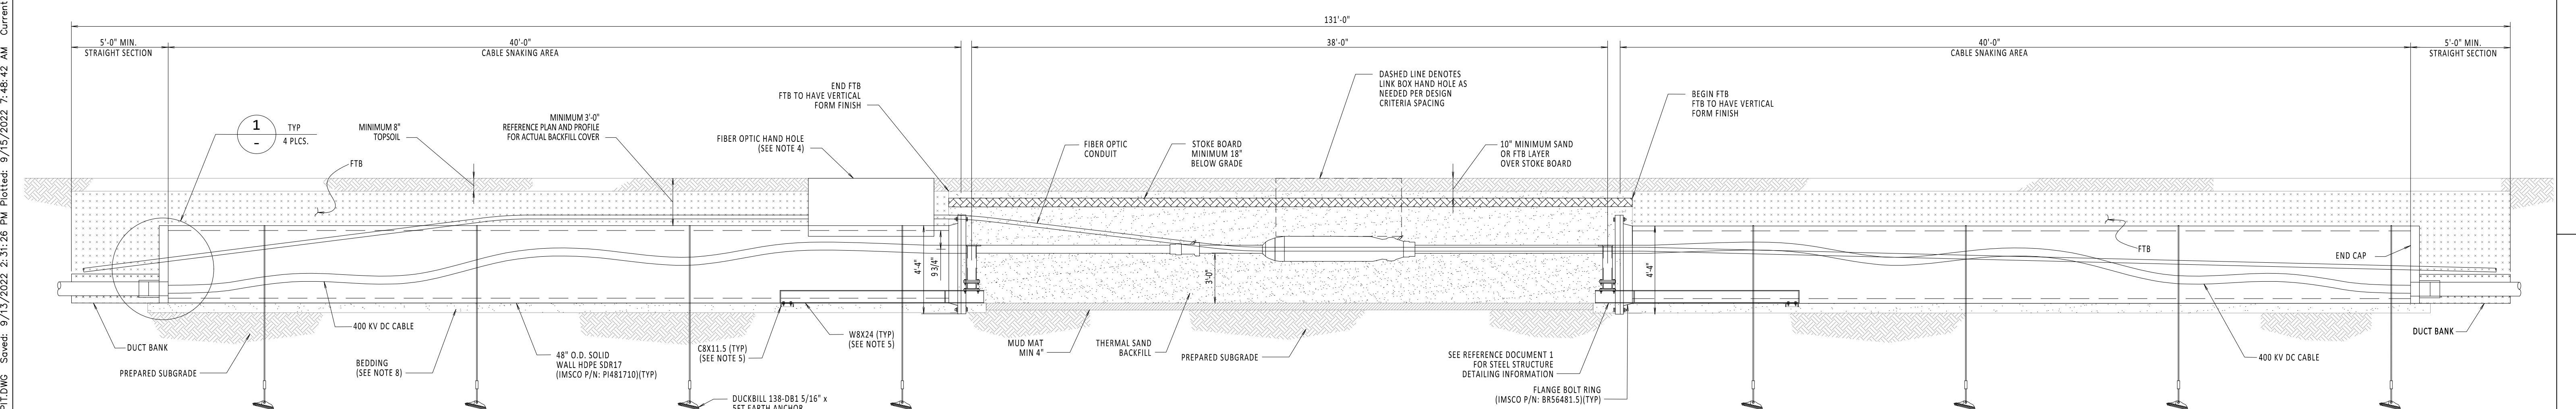 PIT.DWG Saved: 9/13/2022 2:31:26 PM Plotted: 9/15/2022 7:48:42 AM Current
131'-0"
5'-0" MIN.
STRAIGHT SECTION
40'-0"
CABLE SNAKING AREA
38'-0"
40'-0"
CABLE SNAKING AREA
5'-0" MIN.
STRAIGHT SECTION
1
-
TYP
4 PLCS.
FTB
MINIMUM 8"
TOPSOIL
MINIMUM 3'-0"
REFERENCE PLAN AND PROFILE
FOR ACTUAL BACKFILL COVER
FIBER OPTIC HAND HOLE
(SEE NOTE 4)
END FTB
FTB TO HAVE VERTICAL
FORM FINISH
FIBER OPTIC
CONDUIT
STOKE BOARD
MINIMUM 18"
BELOW GRADE
DASHED LINE DENOTES
LINK BOX HAND HOLE AS
NEEDED PER DESIGN
CRITERIA SPACING
10" MINIMUM SAND
OR FTB LAYER
OVER STOKE BOARD
BEGIN FTB
FTB TO HAVE VERTICAL
FORM FINISH
FTB
END CAP
4'-4"
9 3/4"
3'-0"
4'-4"
DUCT BANK
PREPARED SUBGRADE
400 KV DC CABLE
BEDDING
(SEE NOTE 8)
48" O.D. SOLID
WALL HDPE SDR17
(IMSCO P/N: PI481710)(TYP)
C8X11.5 (TYP)
(SEE NOTE 5)
W8X24 (TYP)
(SEE NOTE 5)
MUD MAT
MIN 4"
THERMAL SAND
BACKFILL
PREPARED SUBGRADE
SEE REFERENCE DOCUMENT 1
FOR STEEL STRUCTURE
DETAILING INFORMATION
FLANGE BOLT RING
(IMSCO P/N: BR56481.5)(TYP)
400 KV DC CABLE
DUCT BANK
DUCKBILL 138-DB1 5/16" x
5FT EARTH ANCHOR